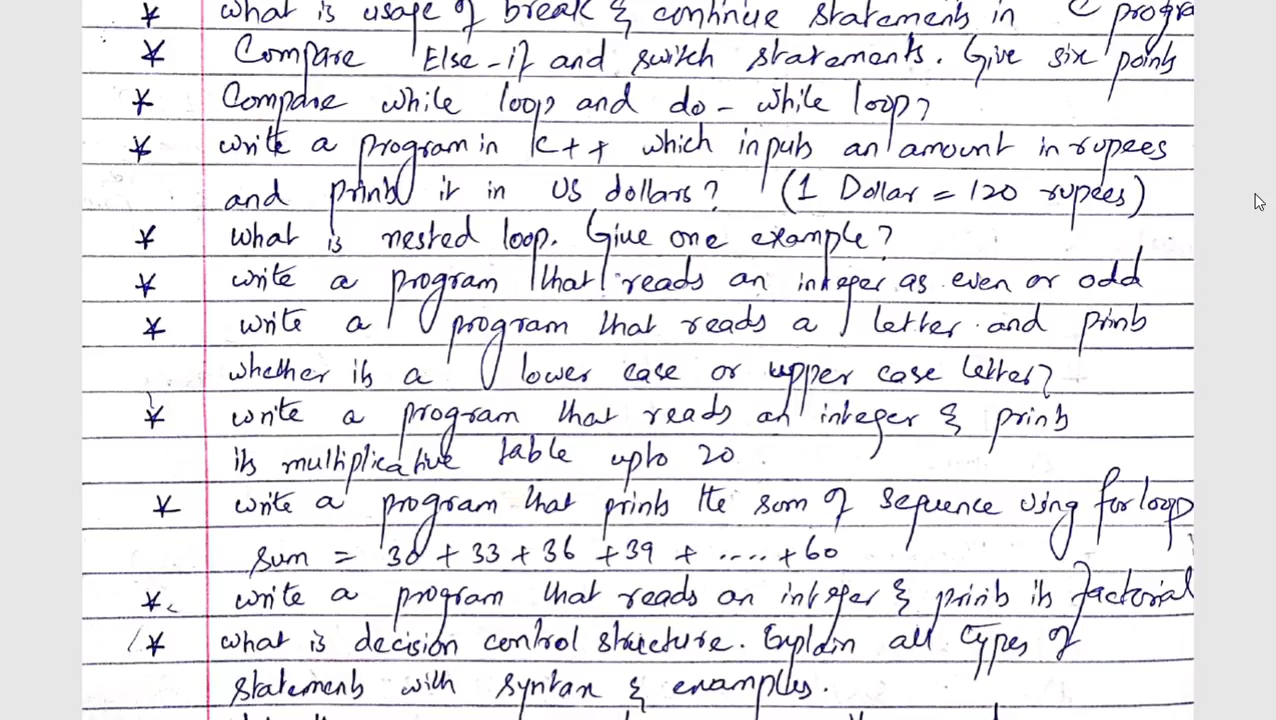 * What is usage of break & continue statements in C progra
* Compare Else-if and switch statements. Give six points
* Compare while loop and do-while loop?
* write a program in C++ which inputs an amount in rupees
and prints it in US dollars? (1 Dollar = 120 rupees)
* what is nested loop. Give one example?
* write a program that reads an integer as even or odd
* write a program that reads a letter and prints
whether its a lower case or upper case letter?
* write a program that reads an integer & prints
its multiplicative table upto 20
* write a program that prints the sum of sequence using for loop
sum = 30 + 33 + 36 + 39 + ..... + 60
* write a program that reads an integer & prints its factorial
* what is decision control structure. Explain all types of
statements with syntax & examples.